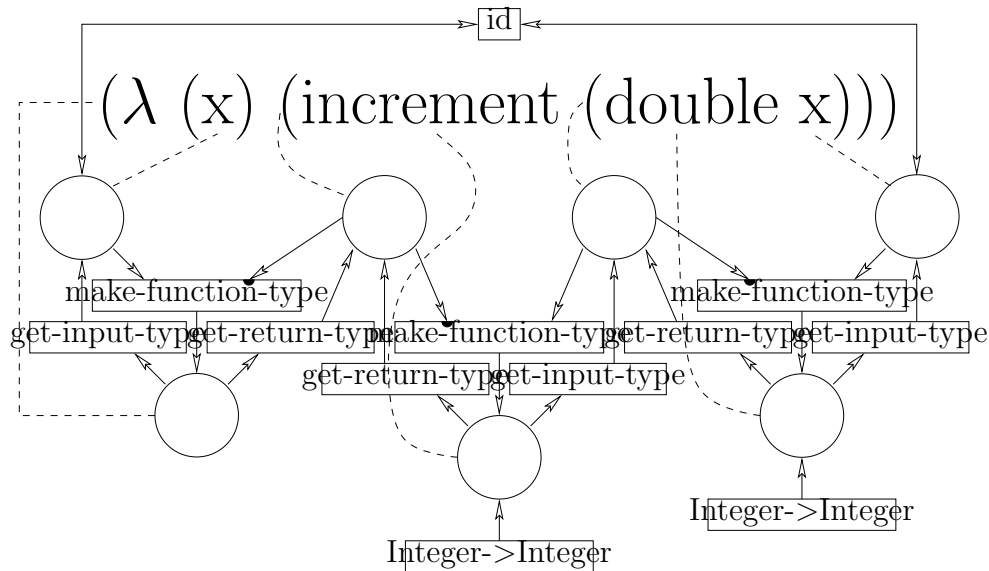 id
(λ (x) (increment (double x)))
make-function-type make-function-type
get-input-type get-return-type make-function-type get-return-type get-input-type
get-return-type get-input-type
Integer->Integer
Integer->Integer